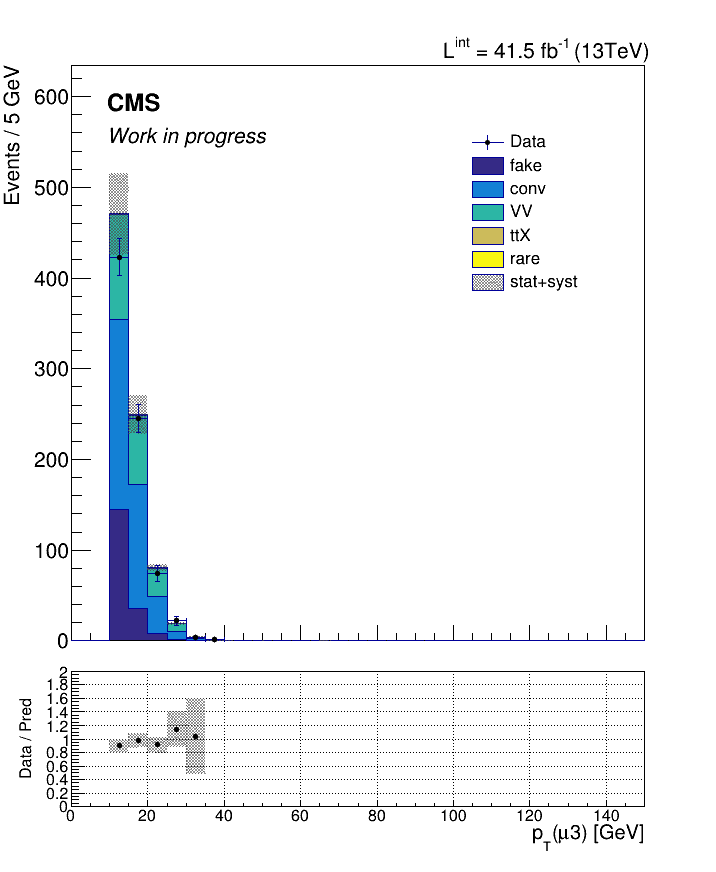 L^int = 41.5 fb^-1 (13TeV)
Events / 5 GeV
600
500
400
300
200
100
0
CMS
Work in progress
Data
fake
conv
VV
ttX
rare
stat+syst
Data / Pred
2
1.8
1.6
1.4
1.2
1
0.8
0.6
0.4
0.2
0
0 20 40 60 80 100 120 140
p_T(μ3) [GeV]